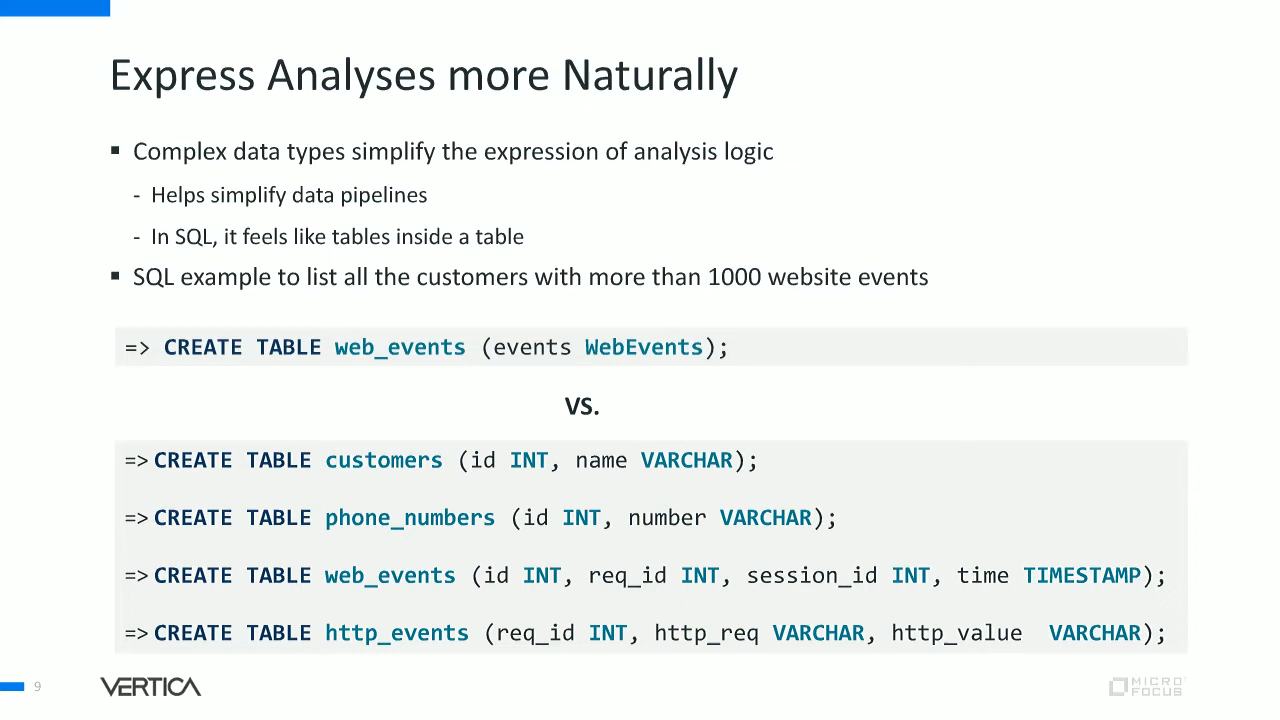 Express Analyses more Naturally
▪ Complex data types simplify the expression of analysis logic
- Helps simplify data pipelines
- In SQL, it feels like tables inside a table
▪ SQL example to list all the customers with more than 1000 website events
=> CREATE TABLE web_events (events WebEvents);
VS.
=> CREATE TABLE customers (id INT, name VARCHAR);
=> CREATE TABLE phone_numbers (id INT, number VARCHAR);
=> CREATE TABLE web_events (id INT, req_id INT, session_id INT, time TIMESTAMP);
=> CREATE TABLE http_events (req_id INT, http_req VARCHAR, http_value VARCHAR);
9
VERTICA
MICRO
FOCUS